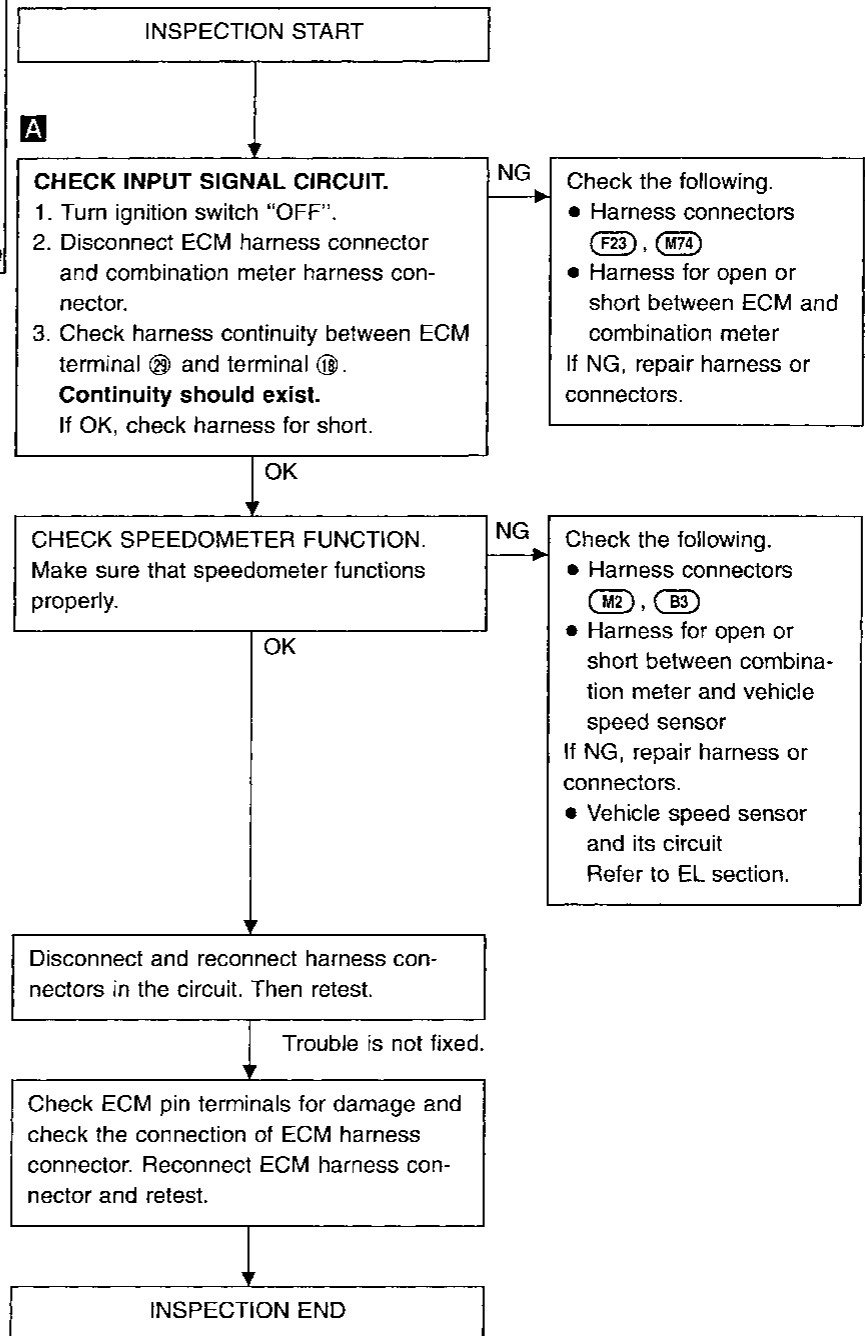 INSPECTION START
A
CHECK INPUT SIGNAL CIRCUIT.
1. Turn ignition switch “OFF”.
2. Disconnect ECM harness connector
and combination meter harness con-
nector.
3. Check harness continuity between ECM
terminal ㉙ and terminal ⑱.
Continuity should exist.
If OK, check harness for short.
NG
Check the following.
● Harness connectors
F23 , M74
● Harness for open or
short between ECM and
combination meter
If NG, repair harness or
connectors.
OK
CHECK SPEEDOMETER FUNCTION.
Make sure that speedometer functions
properly.
NG
Check the following.
● Harness connectors
M2 , B3
● Harness for open or
short between combina-
tion meter and vehicle
speed sensor
If NG, repair harness or
connectors.
● Vehicle speed sensor
and its circuit
Refer to EL section.
OK
Disconnect and reconnect harness con-
nectors in the circuit. Then retest.
Trouble is not fixed.
Check ECM pin terminals for damage and
check the connection of ECM harness
connector. Reconnect ECM harness con-
nector and retest.
INSPECTION END